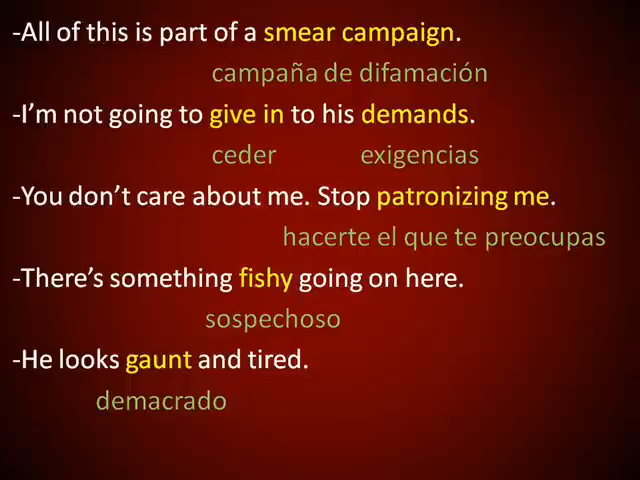 -All of this is part of a smear campaign.
campaña de difamación
-I'm not going to give in to his demands.
ceder exigencias
-You don't care about me. Stop patronizing me.
hacerte el que te preocupas
-There's something fishy going on here.
sospechoso
-He looks gaunt and tired.
demacrado